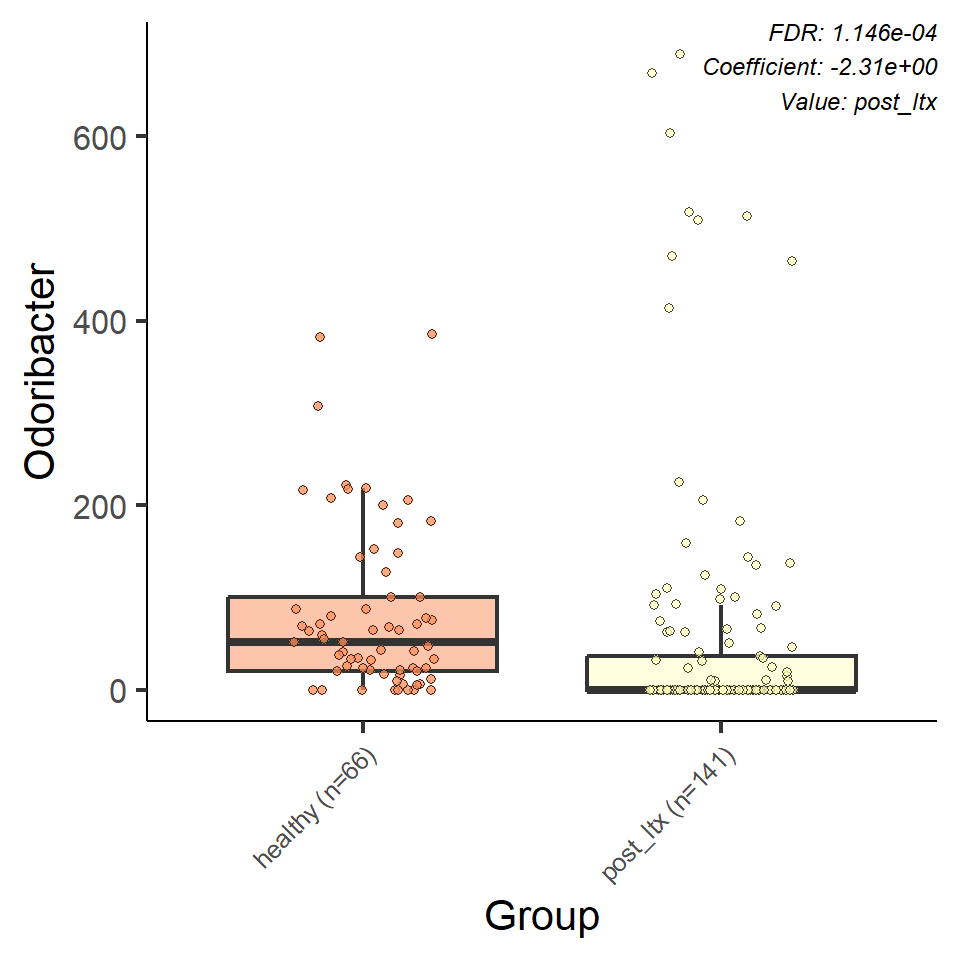 FDR: 1.146e-04
Coefficient: -2.31e+00
Value: post_ltx
600
400
200
0
Odoribacter
healthy (n=66)
post_ltx (n=141)
Group